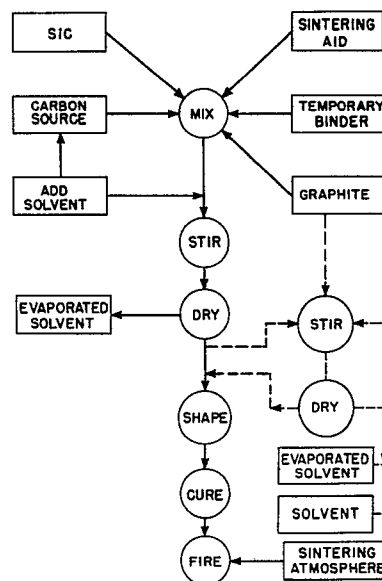 SIC
SINTERING
AID
CARBON
SOURCE
MIX
TEMPORARY
BINDER
ADD
SOLVENT
GRAPHITE
STIR
EVAPORATED
SOLVENT
DRY
STIR
SHAPE
DRY
EVAPORATED
SOLVENT
CURE
SOLVENT
FIRE
SINTERING
ATMOSPHERE